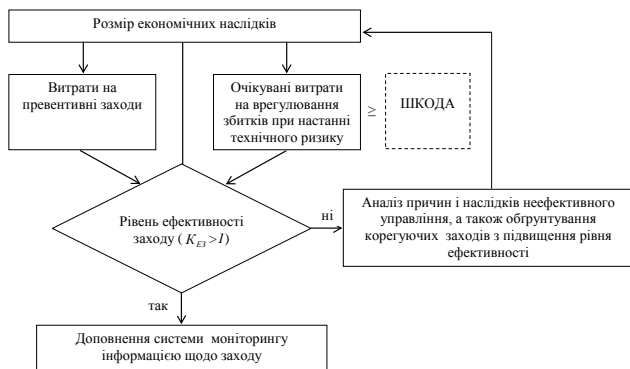 Розмір економічних наслідків
Витрати на
превентивні заходи
Очікувані витрати
на врегулювання
збитків при настанні
технічного ризику
≥
ШКОДА
Рівень ефективності
заходу ( K_ЕЗ >1)
ні
Аналіз причин і наслідків неефективного
управління, а також обґрунтування
корегуючих заходів з підвищення рівня
ефективності
так
Доповнення системи моніторингу
інформацією щодо заходу